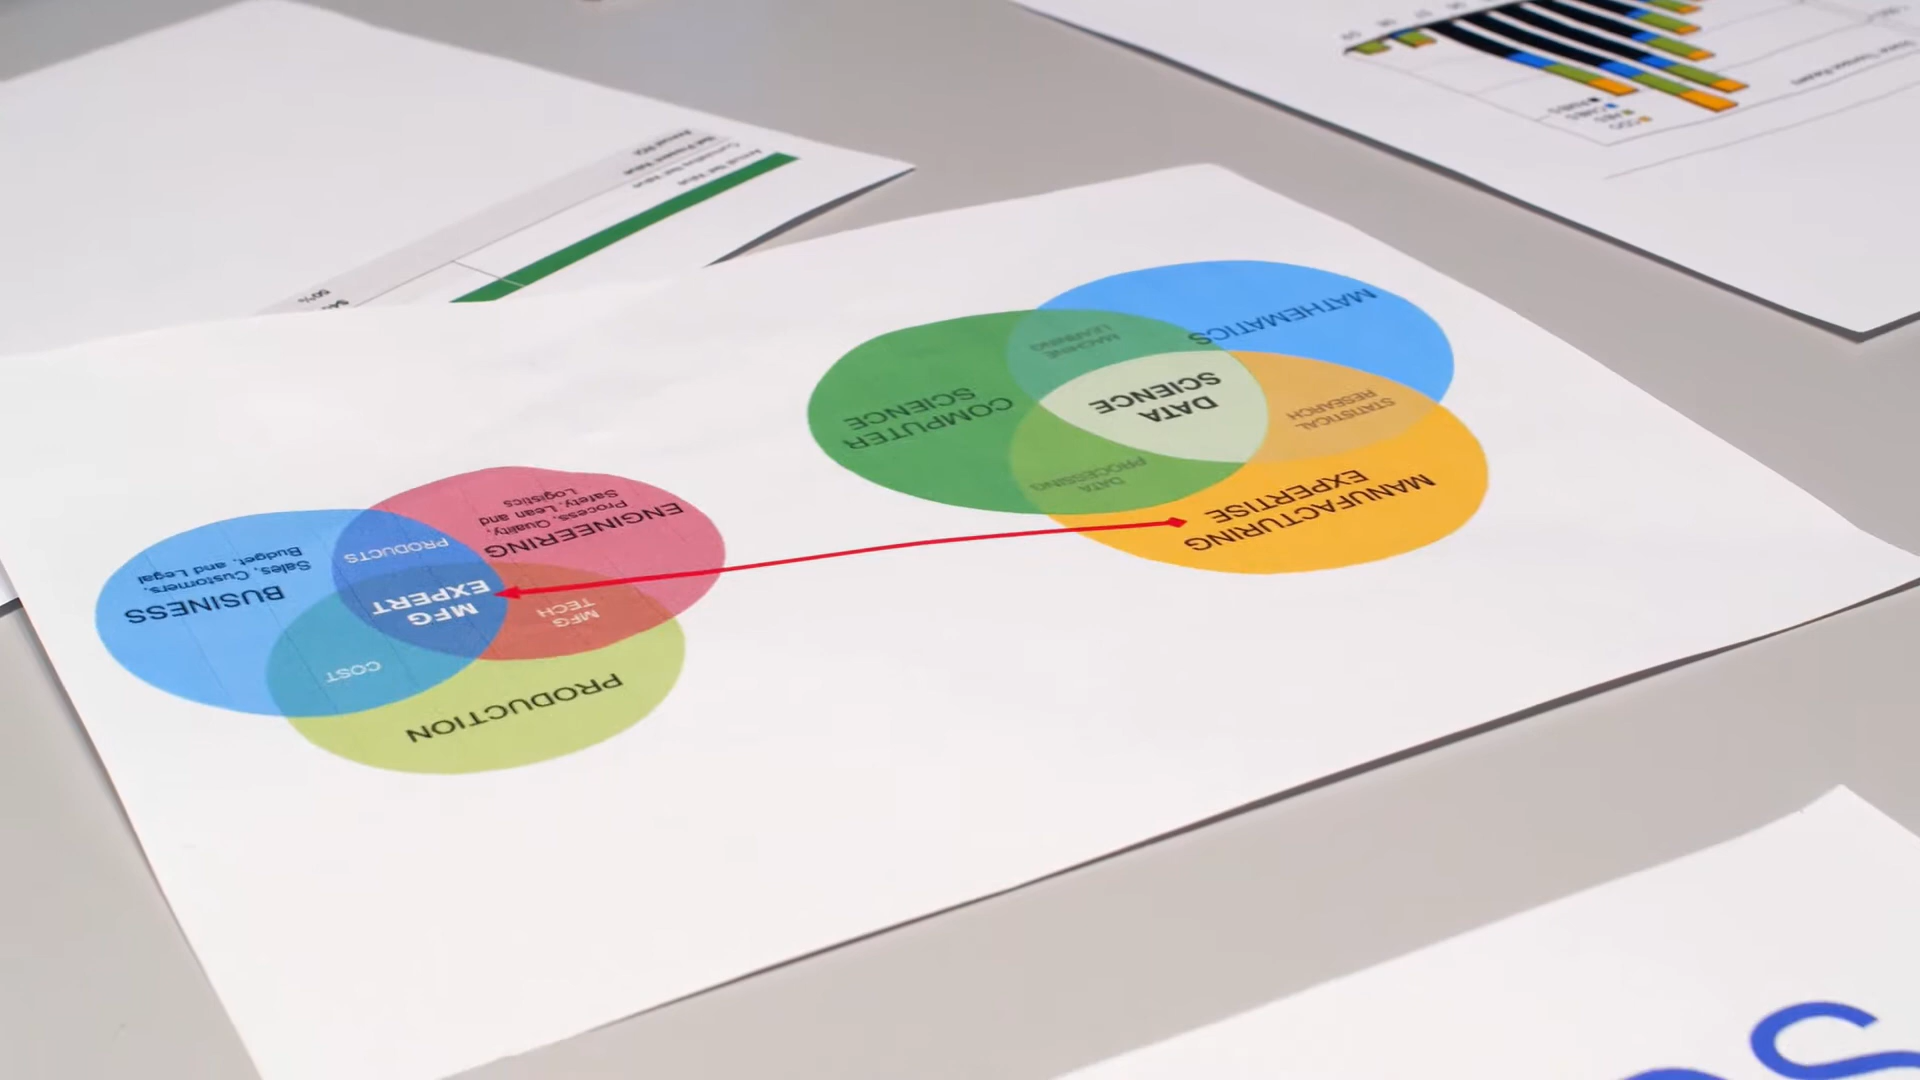 MATHEMATICS
MACHINE
LEARNING
COMPUTER
SCIENCE
DATA
SCIENCE
STATISTICAL
RESEARCH
DATA
PROCESSING
MANUFACTURING
EXPERTISE
ENGINEERING
Process, Quality,
Safety, Lean and
Logistics
BUSINESS
Sales, Customers,
Budget, and Legal
PRODUCTS
MFG
EXPERT
MFG
TECH
COST
PRODUCTION
50%